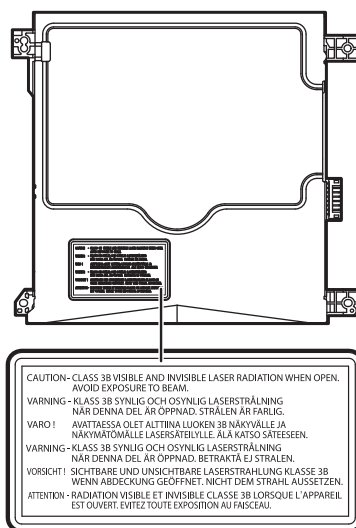 CAUTION- CLASS 3B VISIBLE AND INVISIBLE LASER RADIATION WHEN OPEN.
AVOID EXPOSURE TO BEAM.
VARNING - KLASS 3B SYNLIG OCH OSYNLIG LASERSTRÅLNING
NÄR DENNA DEL ÄR ÖPPNAD. STRÅLEN ÄR FARLIG.
VARO ! AVATTAESSA OLET ALTTIINA LUOKEN 3B NÄKYVÄLLE JA
NÄKYMÄTÖMÄLLE LASERSÄTEILYLLE. ÄLÄ KATSO SÄTEESEEN.
VARNING - KLASS 3B SYNLIG OCH OSYNLIG LASERSTRÅLNING
NÄR DENNA DEL ÄR ÖPPNAD. BETRAKTÅ EJ STRALEN.
VORSICHT ! SICHTBARE UND UNSICHTBARE LASERSTRAHLUNG KLASSE 3B
WENN ABDECKUNG GEÖFFNET. NICHT DEM STRAHL AUSSETZEN.
ATTENTION - RADIATION VISIBLE ET INVISIBLE CLASSE 3B LORSQUE L'APPAREIL
EST OUVERT. EVITEZ TOUTE EXPOSITION AU FAISCEAU.